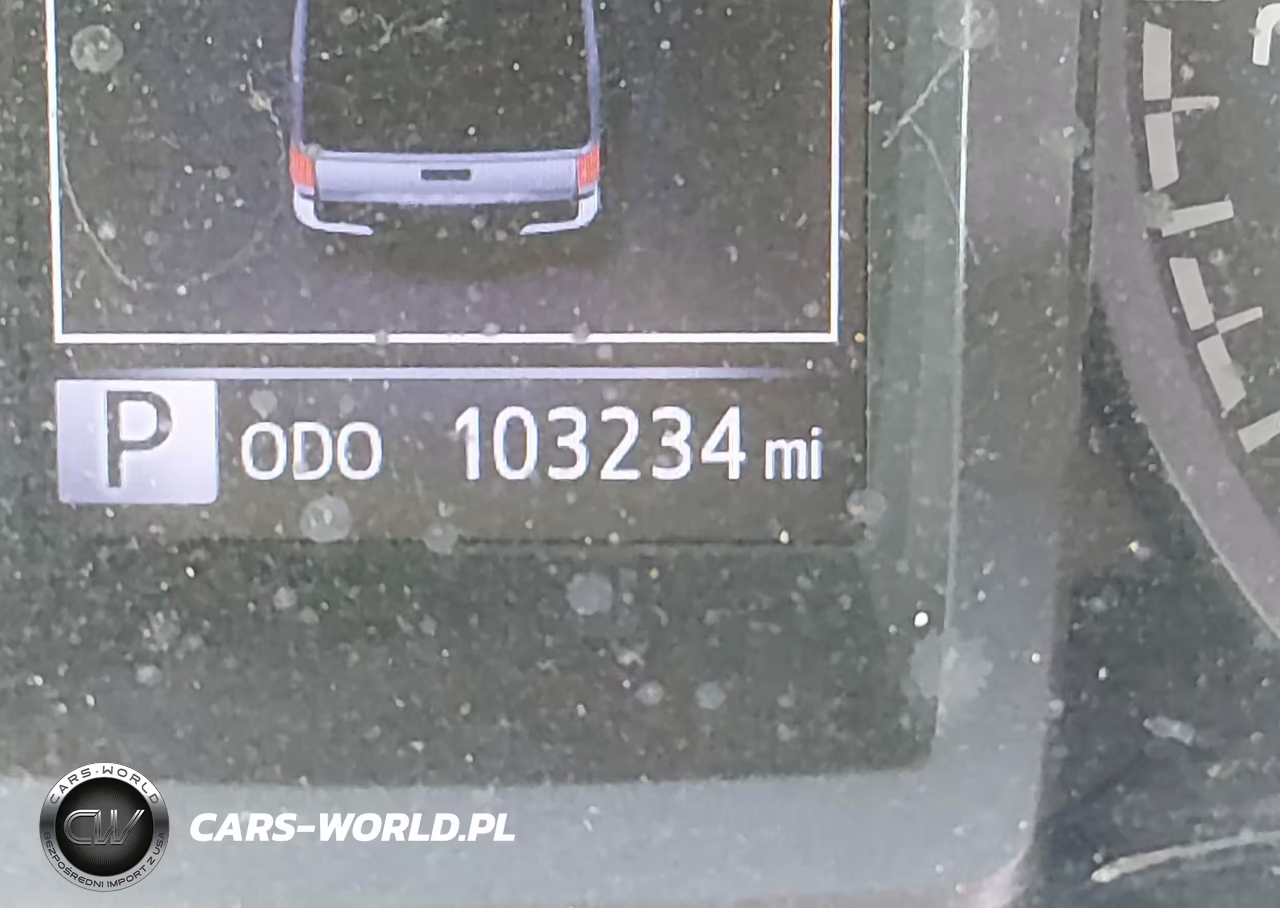 P ODO 103234 mi
CARS-WORLD
CW
BEZPOŚREDNI IMPORT Z USA
CARS-WORLD.PL